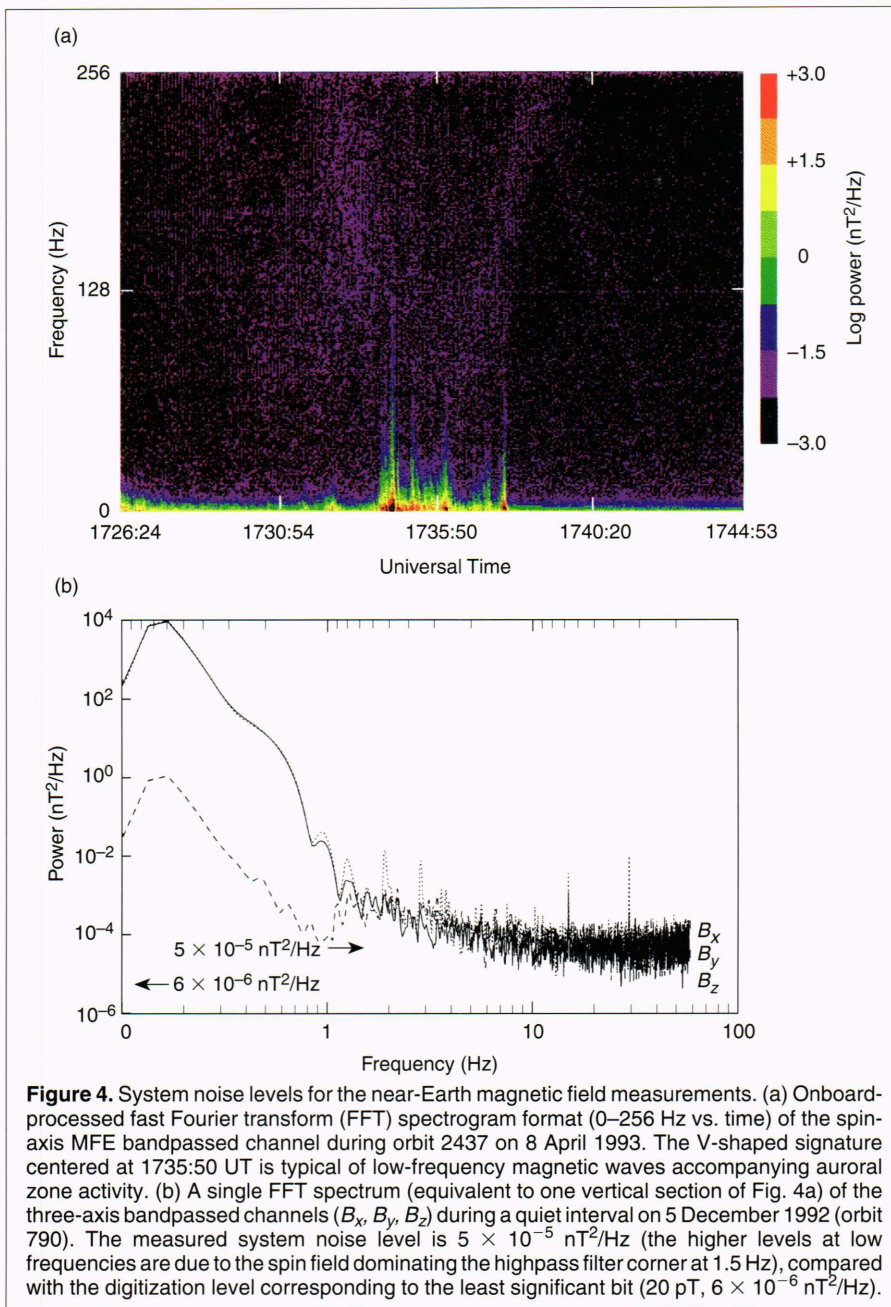 (a)
256
128
0
Frequency (Hz)
1726:24 1730:54 1735:50 1740:20 1744:53
Universal Time
+3.0
+1.5
0
–1.5
–3.0
Log power (nT²/Hz)
(b)
10⁴
10²
10⁰
10⁻²
10⁻⁴
10⁻⁶
Power (nT²/Hz)
5 × 10⁻⁵ nT²/Hz
6 × 10⁻⁶ nT²/Hz
Bx
By
Bz
0 1 10 100
Frequency (Hz)
Figure 4. System noise levels for the near-Earth magnetic field measurements. (a) Onboard-
processed fast Fourier transform (FFT) spectrogram format (0–256 Hz vs. time) of the spin-
axis MFE bandpassed channel during orbit 2437 on 8 April 1993. The V-shaped signature
centered at 1735:50 UT is typical of low-frequency magnetic waves accompanying auroral
zone activity. (b) A single FFT spectrum (equivalent to one vertical section of Fig. 4a) of the
three-axis bandpassed channels (Bx, By, Bz) during a quiet interval on 5 December 1992 (orbit
790). The measured system noise level is 5 × 10⁻⁵ nT²/Hz (the higher levels at low
frequencies are due to the spin field dominating the highpass filter corner at 1.5 Hz), compared
with the digitization level corresponding to the least significant bit (20 pT, 6 × 10⁻⁶ nT²/Hz).